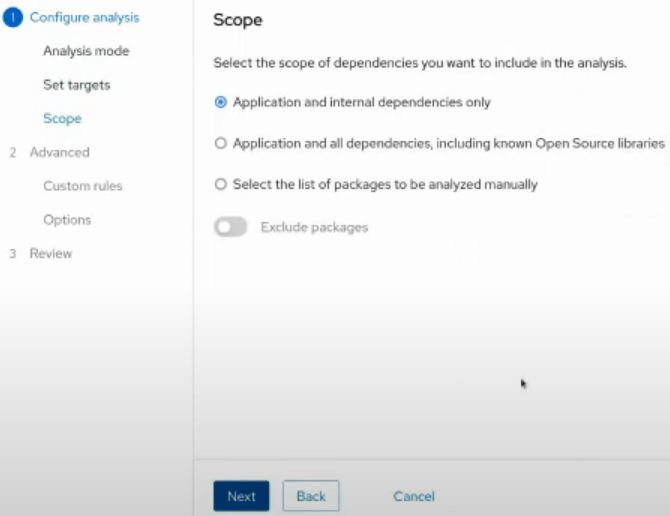 1 Configure analysis
Analysis mode
Set targets
Scope
2 Advanced
Custom rules
Options
3 Review
Scope
Select the scope of dependencies you want to include in the analysis.
Application and internal dependencies only
Application and all dependencies, including known Open Source libraries
Select the list of packages to be analyzed manually
Exclude packages
Next
Back
Cancel